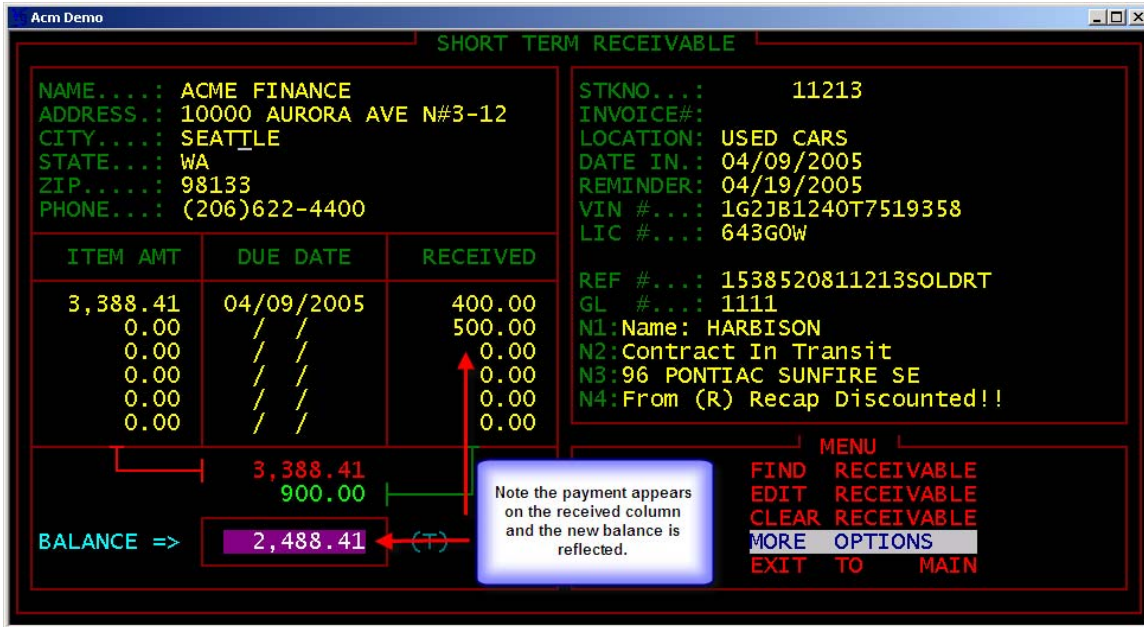 Acm Demo
SHORT TERM RECEIVABLE
NAME....: ACME FINANCE
ADDRESS.: 10000 AURORA AVE N#3-12
CITY....: SEATTLE
STATE...: WA
ZIP.....: 98133
PHONE...: (206)622-4400
STKNO...: 11213
INVOICE#:
LOCATION: USED CARS
DATE IN.: 04/09/2005
REMINDER: 04/19/2005
VIN #...: 1G2JB1240T7519358
LIC #...: 643GOW
REF #...: 1538520811213SOLDRT
GL #...: 1111
N1:Name: HARBISON
N2:Contract In Transit
N3:96 PONTIAC SUNFIRE SE
N4:From (R) Recap Discounted!!
ITEM AMT DUE DATE RECEIVED
3,388.41 04/09/2005 400.00
0.00 / / 500.00
0.00 / / 0.00
0.00 / / 0.00
0.00 / / 0.00
0.00 / / 0.00
3,388.41
900.00
BALANCE => 2,488.41 (T)
Note the payment appears
on the received column
and the new balance is
reflected.
MENU
FIND RECEIVABLE
EDIT RECEIVABLE
CLEAR RECEIVABLE
MORE OPTIONS
EXIT TO MAIN